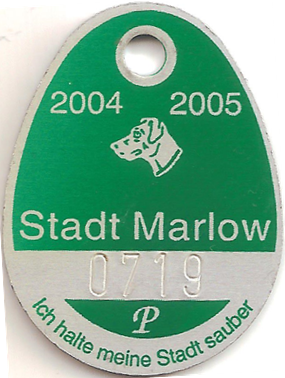 2004 2005
Stadt Marlow
0719
P
Ich halte meine Stadt sauber